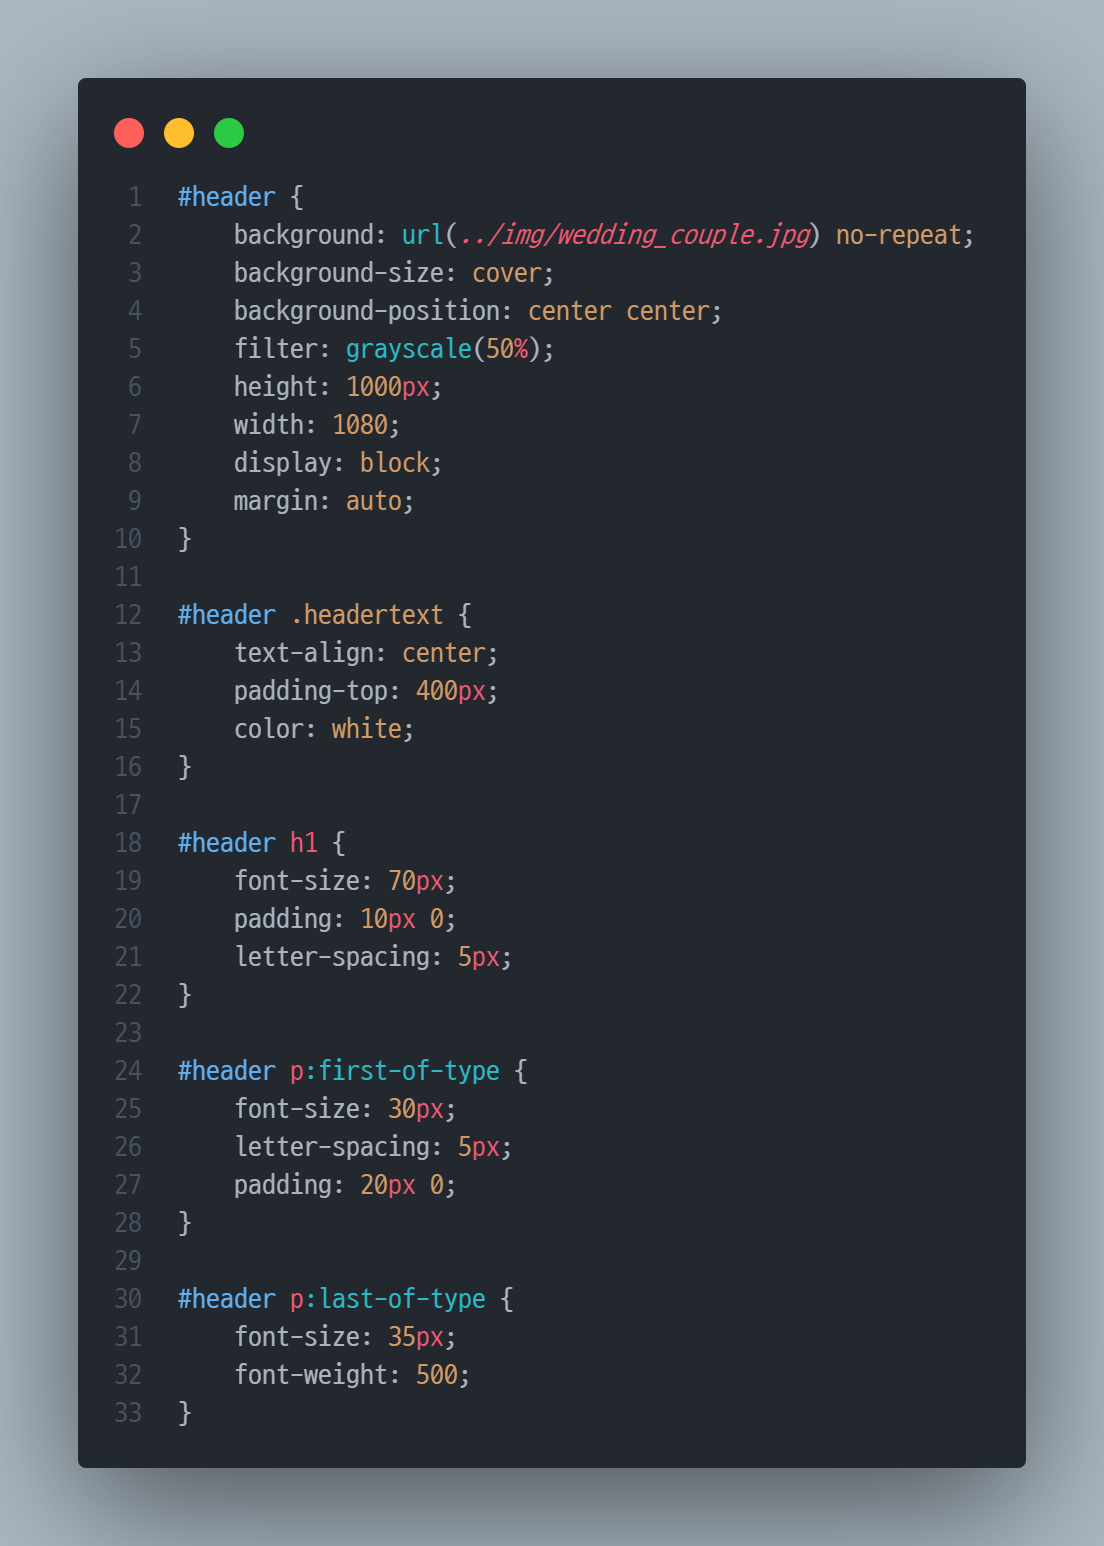 1 #header {
2     background: url(../img/wedding_couple.jpg) no-repeat;
3     background-size: cover;
4     background-position: center center;
5     filter: grayscale(50%);
6     height: 1000px;
7     width: 1080;
8     display: block;
9     margin: auto;
10 }
11
12 #header .headertext {
13     text-align: center;
14     padding-top: 400px;
15     color: white;
16 }
17
18 #header h1 {
19     font-size: 70px;
20     padding: 10px 0;
21     letter-spacing: 5px;
22 }
23
24 #header p:first-of-type {
25     font-size: 30px;
26     letter-spacing: 5px;
27     padding: 20px 0;
28 }
29
30 #header p:last-of-type {
31     font-size: 35px;
32     font-weight: 500;
33 }